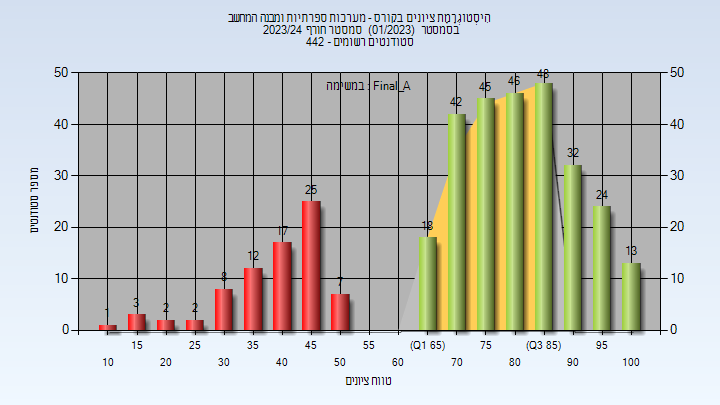 הִיסְטוֹגְרָמַת ציונים בקורס - מערכות ספרתיות ומבנה המחשב
בסמסטר (01/2023) סמסטר חורף 2023/24
סטודנטים רשומים - 442
במשימה : Final_A
50 50
40 40
30 30
20 20
10 10
0 0
מספר סטודנטים
1 3 2 2 8 12 17 25 7 18 42 45 46 48 32 24 13
15 25 35 45 55 (Q1 65) 75 (Q3 85) 95
10 20 30 40 50 60 70 80 90 100
טווח ציונים